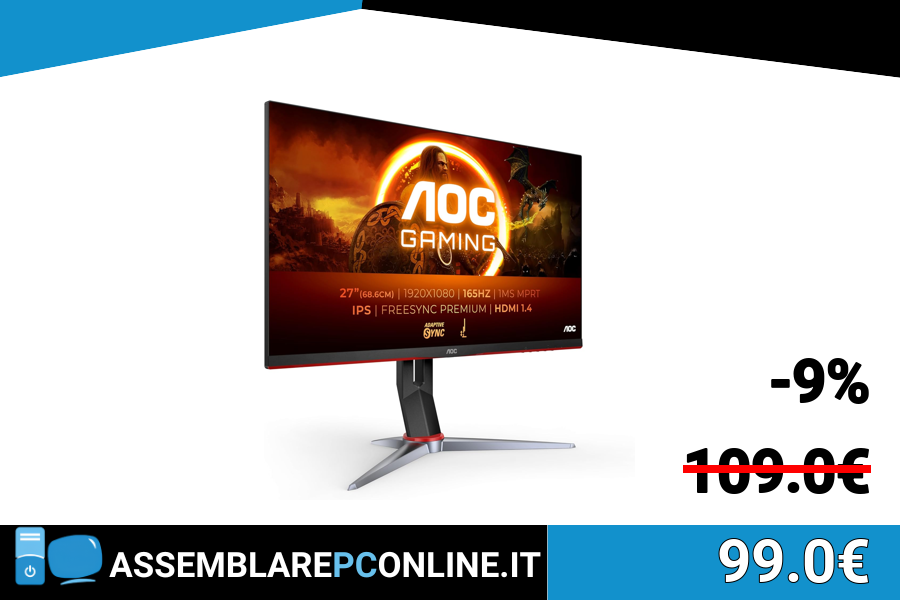 AOC
GAMING
27"(68.6CM) | 1920X1080 | 165HZ | 1MS MPRT
IPS | FREESYNC PREMIUM | HDMI 1.4
ADAPTIVE
SYNC
AOC
AOC
-9%
109.0€
ASSEMBLAREPCONLINE.IT
99.0€